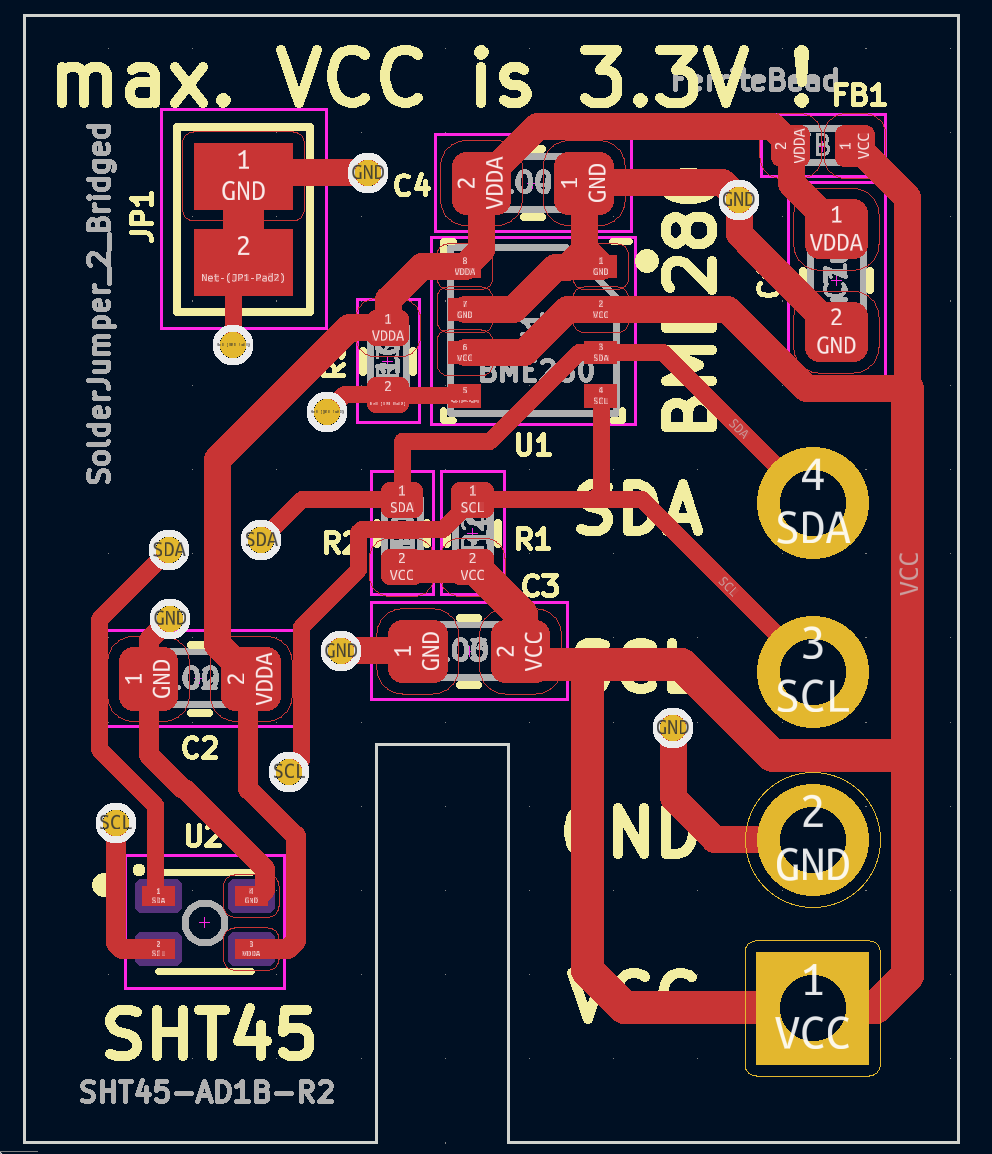 max. VCC is 3.3V !
FerriteBead
FB1
SolderJumper_2_Bridged
JP1
1
GND
2
Net-(JP1-Pad2)
GND
C4
2
VDDA
1
GND
2
VDDA
1
VCC
GND
1
VDDA
2
GND
8
VDDA
7
GND
6
VCC
5
1
GND
2
VCC
3
SDA
4
SCL
BME280
U1
1
VDDA
2
SDA
4
SDA
SDA
1
SDA
2
VCC
R2
1
SCL
2
VCC
R1
SDA
SDA
VCC
SCL
C3
1
GND
2
VCC
GND
GND
3
SCL
1
GND
2
VDDA
C2
SCL
GND
GND
2
GND
SCL
U2
1
SDA
2
GND
3
VDDA
VCC
1
VCC
SHT45
SHT45-AD1B-R2